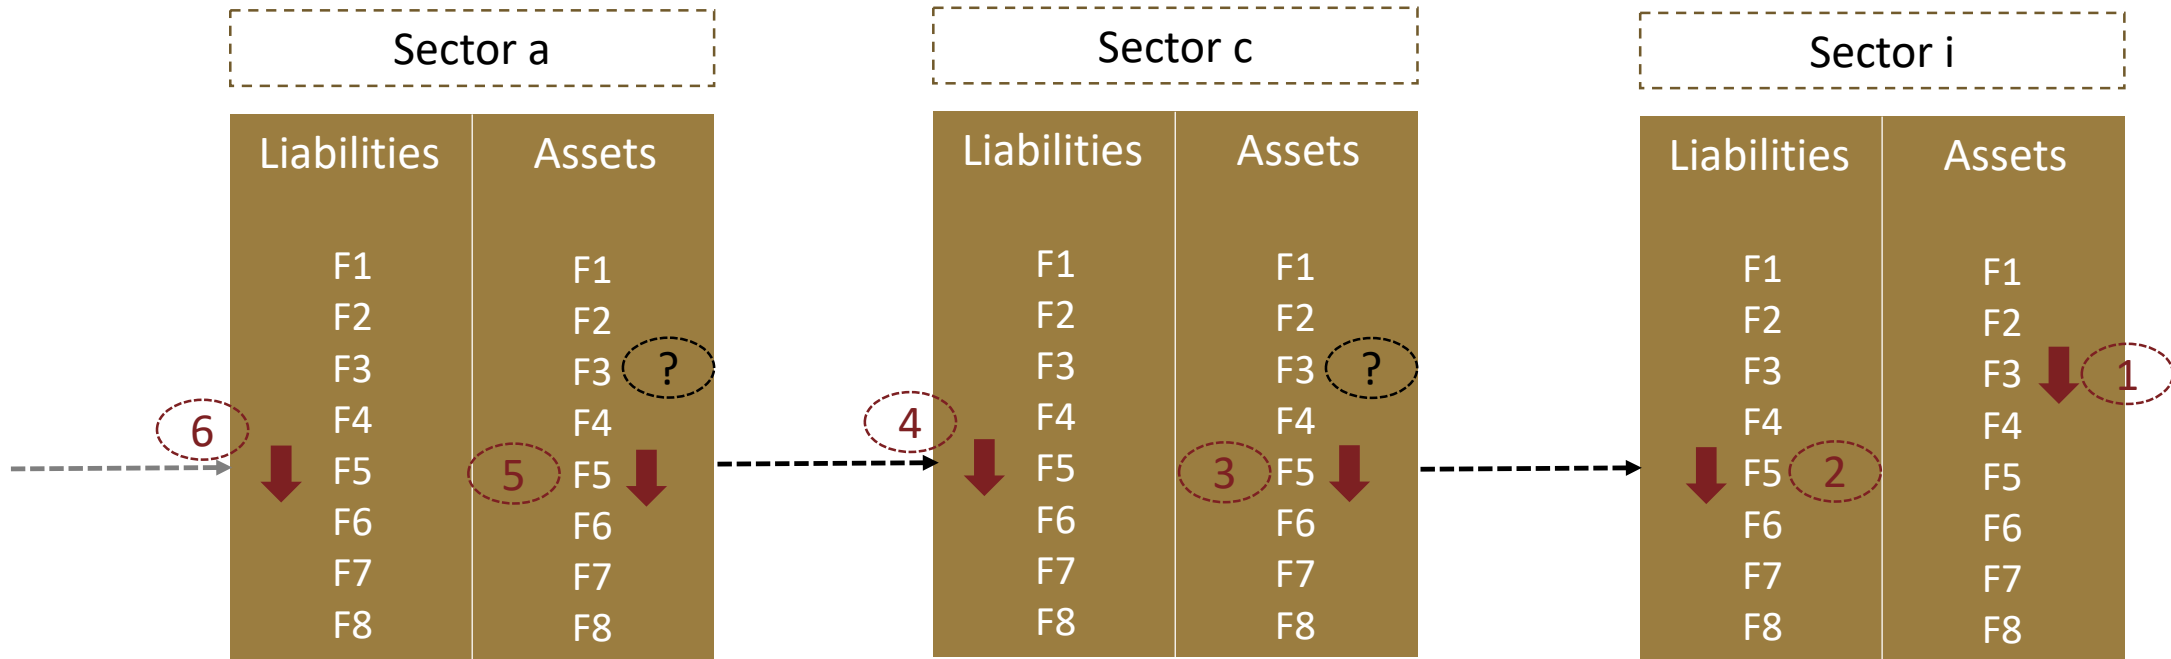 Sector a
Liabilities Assets
F1 F1
F2 F2
F3 F3 ?
F4 F4
6
F5 5 F5
F6 F6
F7 F7
F8 F8
Sector c
Liabilities Assets
F1 F1
F2 F2
F3 F3 ?
F4 F4
4
F5 3 F5
F6 F6
F7 F7
F8 F8
Sector i
Liabilities Assets
F1 F1
F2 F2
F3 F3 1
F4 F4
F5 2 F5
F6 F6
F7 F7
F8 F8